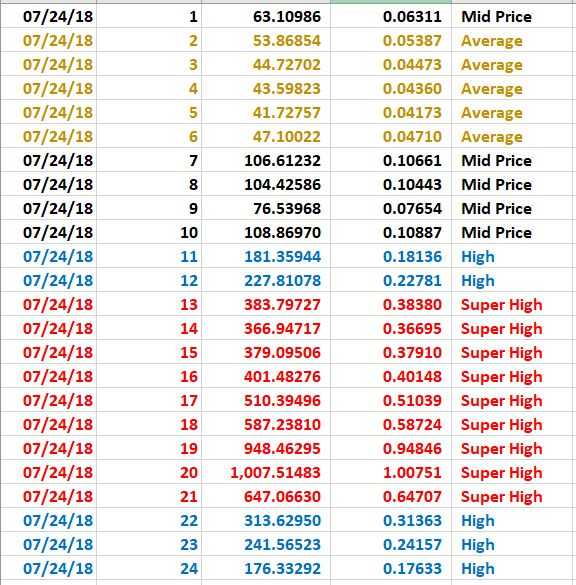 07/24/18 1 63.10986 0.06311 Mid Price
07/24/18 2 53.86854 0.05387 Average
07/24/18 3 44.72702 0.04473 Average
07/24/18 4 43.59823 0.04360 Average
07/24/18 5 41.72757 0.04173 Average
07/24/18 6 47.10022 0.04710 Average
07/24/18 7 106.61232 0.10661 Mid Price
07/24/18 8 104.42586 0.10443 Mid Price
07/24/18 9 76.53968 0.07654 Mid Price
07/24/18 10 108.86970 0.10887 Mid Price
07/24/18 11 181.35944 0.18136 High
07/24/18 12 227.81078 0.22781 High
07/24/18 13 383.79727 0.38380 Super High
07/24/18 14 366.94717 0.36695 Super High
07/24/18 15 379.09506 0.37910 Super High
07/24/18 16 401.48276 0.40148 Super High
07/24/18 17 510.39496 0.51039 Super High
07/24/18 18 587.23810 0.58724 Super High
07/24/18 19 948.46295 0.94846 Super High
07/24/18 20 1,007.51483 1.00751 Super High
07/24/18 21 647.06630 0.64707 Super High
07/24/18 22 313.62950 0.31363 High
07/24/18 23 241.56523 0.24157 High
07/24/18 24 176.33292 0.17633 High